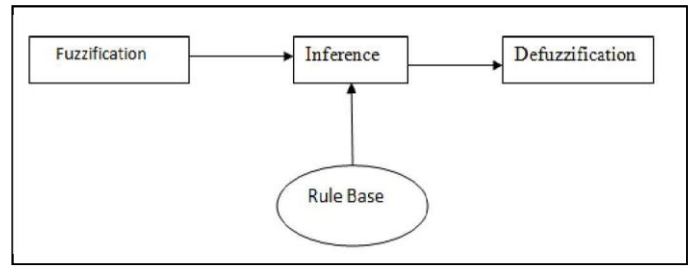 Fuzzification
Inference
Defuzzification
Rule Base